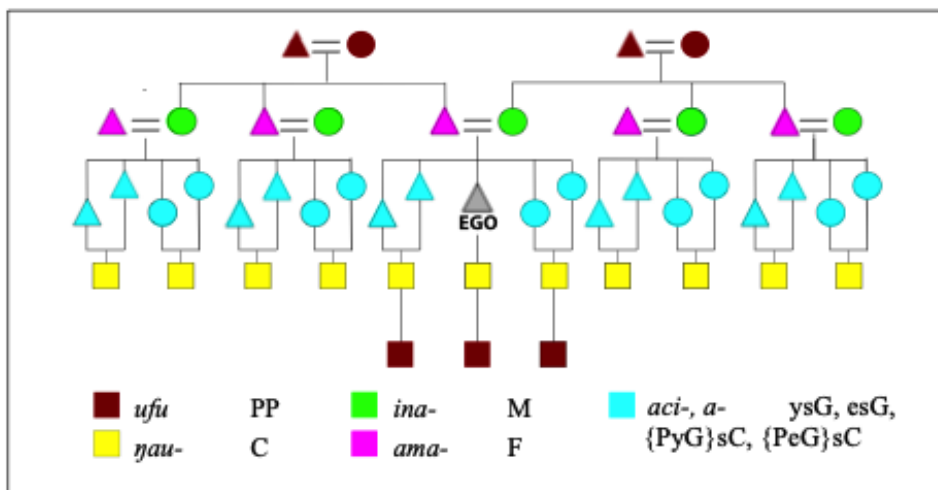 EGO
ufu PP ina- M aci-, a- ysG, esG,
ŋau- C ama- F {PyG}sC, {PeG}sC